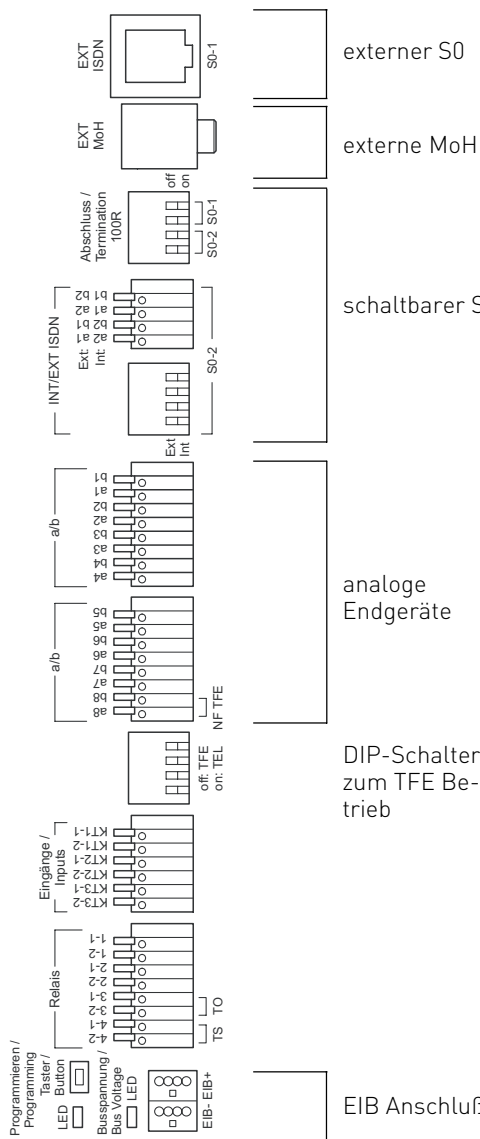 EXT
ISDN
S0-1
externer S0
EXT
MoH
externe MoH
Abschluss /
Termination
100R
off
on
S0-2 S0-1
schaltbarer S
INT/EXT ISDN
Ext: a2 a1 b2 b1
Int: a1 a2 b1 b2
S0-2
Ext
Int
a/b
b1
a1
b2
a2
b3
a3
b4
a4
analoge
Endgeräte
a/b
b5
a5
b6
a6
b7
a7
b8
a8
NF TFE
off: TFE
on: TEL
DIP-Schalter
zum TFE Be-
trieb
Eingänge /
Inputs
KT1-1
KT1-2
KT2-1
KT2-2
KT3-1
KT3-2
Relais
1-1
1-2
2-1
2-2
3-1
3-2
4-1
4-2
TS TO
Programmieren /
Programming
LED
Taster /
Button
Busspannung /
Bus Voltage
LED
EIB- EIB+
EIB Anschluß